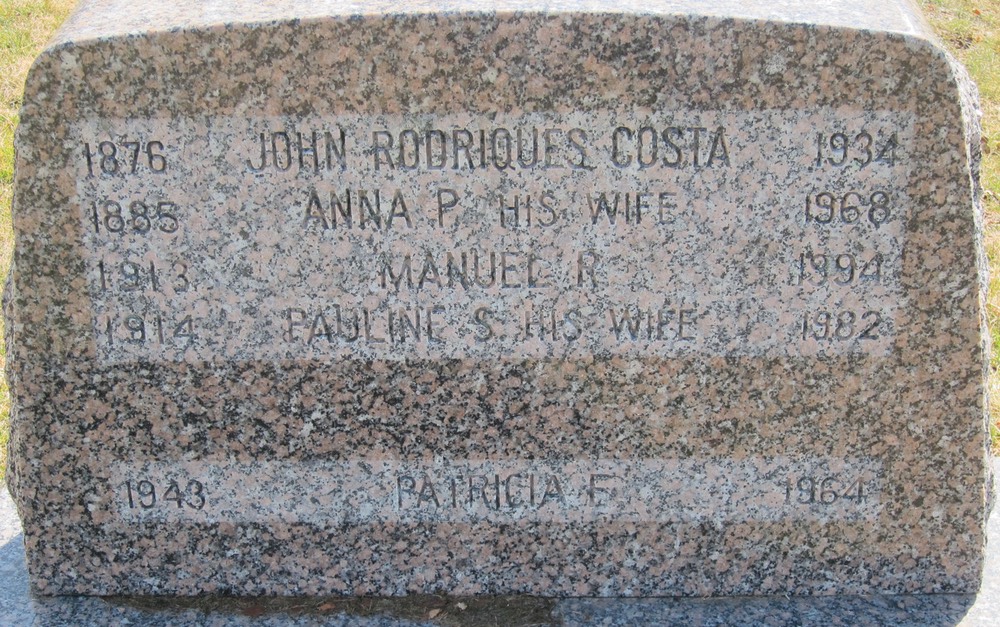 1876 JOHN RODRIQUES COSTA 1934
1885 ANNA P. HIS WIFE 1968
1913 MANUEL R. 1994
1914 PAULINE S. HIS WIFE 1982
1943 PATRICIA F. 1964